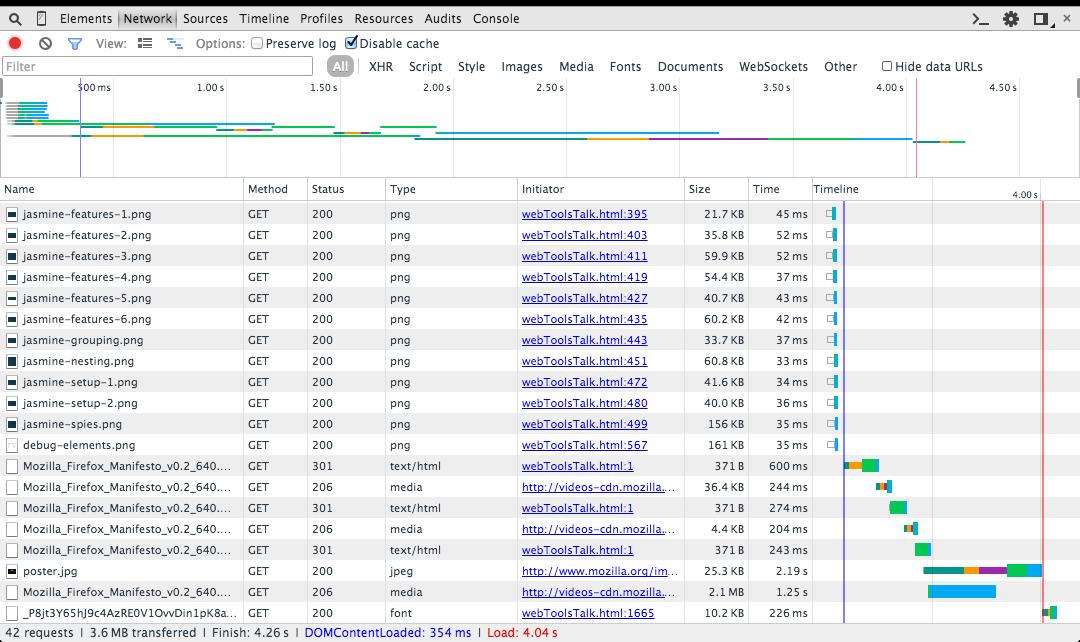 Elements Network Sources Timeline Profiles Resources Audits Console
View: Options: Preserve log Disable cache
Filter All XHR Script Style Images Media Fonts Documents WebSockets Other Hide data URLs
500 ms 1.00 s 1.50 s 2.00 s 2.50 s 3.00 s 3.50 s 4.00 s 4.50 s
Name Method Status Type Initiator Size Time Timeline 4.00 s
jasmine-features-1.png GET 200 png webToolsTalk.html:395 21.7 KB 45 ms
jasmine-features-2.png GET 200 png webToolsTalk.html:403 35.8 KB 52 ms
jasmine-features-3.png GET 200 png webToolsTalk.html:411 59.9 KB 52 ms
jasmine-features-4.png GET 200 png webToolsTalk.html:419 54.4 KB 37 ms
jasmine-features-5.png GET 200 png webToolsTalk.html:427 40.7 KB 43 ms
jasmine-features-6.png GET 200 png webToolsTalk.html:435 60.2 KB 42 ms
jasmine-grouping.png GET 200 png webToolsTalk.html:443 33.7 KB 37 ms
jasmine-nesting.png GET 200 png webToolsTalk.html:451 60.8 KB 33 ms
jasmine-setup-1.png GET 200 png webToolsTalk.html:472 41.6 KB 34 ms
jasmine-setup-2.png GET 200 png webToolsTalk.html:480 40.0 KB 36 ms
jasmine-spies.png GET 200 png webToolsTalk.html:499 156 KB 35 ms
debug-elements.png GET 200 png webToolsTalk.html:567 161 KB 35 ms
Mozilla_Firefox_Manifesto_v0.2_640.... GET 301 text/html webToolsTalk.html:1 371 B 600 ms
Mozilla_Firefox_Manifesto_v0.2_640.... GET 206 media http://videos-cdn.mozilla.... 36.4 KB 244 ms
Mozilla_Firefox_Manifesto_v0.2_640.... GET 301 text/html webToolsTalk.html:1 371 B 274 ms
Mozilla_Firefox_Manifesto_v0.2_640.... GET 206 media http://videos-cdn.mozilla.... 4.4 KB 204 ms
Mozilla_Firefox_Manifesto_v0.2_640.... GET 301 text/html webToolsTalk.html:1 371 B 243 ms
poster.jpg GET 200 jpeg http://www.mozilla.org/im... 25.3 KB 2.19 s
Mozilla_Firefox_Manifesto_v0.2_640.... GET 206 media http://videos-cdn.mozilla.... 2.1 MB 1.25 s
_P8jt3Y65hJ9c4AzRE0V1OvvDin1pK8a... GET 200 font webToolsTalk.html:1665 10.2 KB 226 ms
42 requests | 3.6 MB transferred | Finish: 4.26 s | DOMContentLoaded: 354 ms | Load: 4.04 s